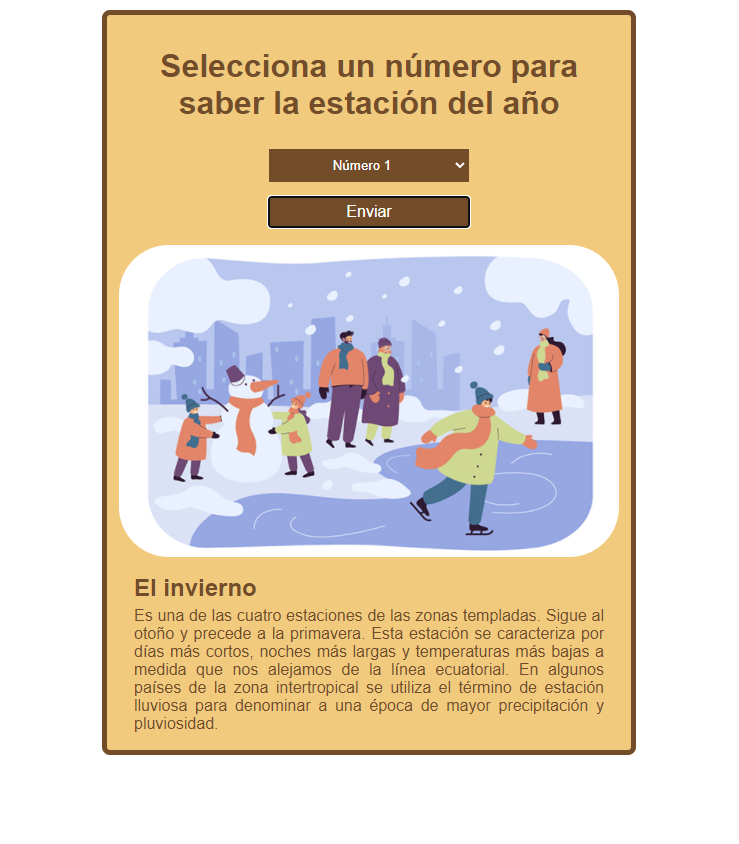 Selecciona un número para
saber la estación del año
Número 1
Enviar
El invierno
Es una de las cuatro estaciones de las zonas templadas. Sigue al
otoño y precede a la primavera. Esta estación se caracteriza por
días más cortos, noches más largas y temperaturas más bajas a
medida que nos alejamos de la línea ecuatorial. En algunos
países de la zona intertropical se utiliza el término de estación
lluviosa para denominar a una época de mayor precipitación y
pluviosidad.